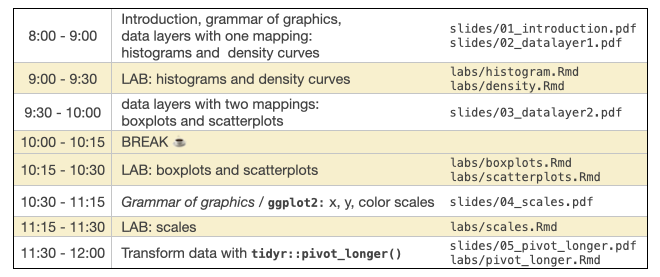 8:00 - 9:00
Introduction, grammar of graphics,
data layers with one mapping:
histograms and density curves
slides/01_introduction.pdf
slides/02_datalayer1.pdf
9:00 - 9:30
LAB: histograms and density curves
labs/histogram.Rmd
labs/density.Rmd
9:30 - 10:00
data layers with two mappings:
boxplots and scatterplots
slides/03_datalayer2.pdf
10:00 - 10:15
BREAK ☕
10:15 - 10:30
LAB: boxplots and scatterplots
labs/boxplots.Rmd
labs/scatterplots.Rmd
10:30 - 11:15
Grammar of graphics / ggplot2: x, y, color scales
slides/04_scales.pdf
11:15 - 11:30
LAB: scales
labs/scales.Rmd
11:30 - 12:00
Transform data with tidyr::pivot_longer()
slides/05_pivot_longer.pdf
labs/pivot_longer.Rmd